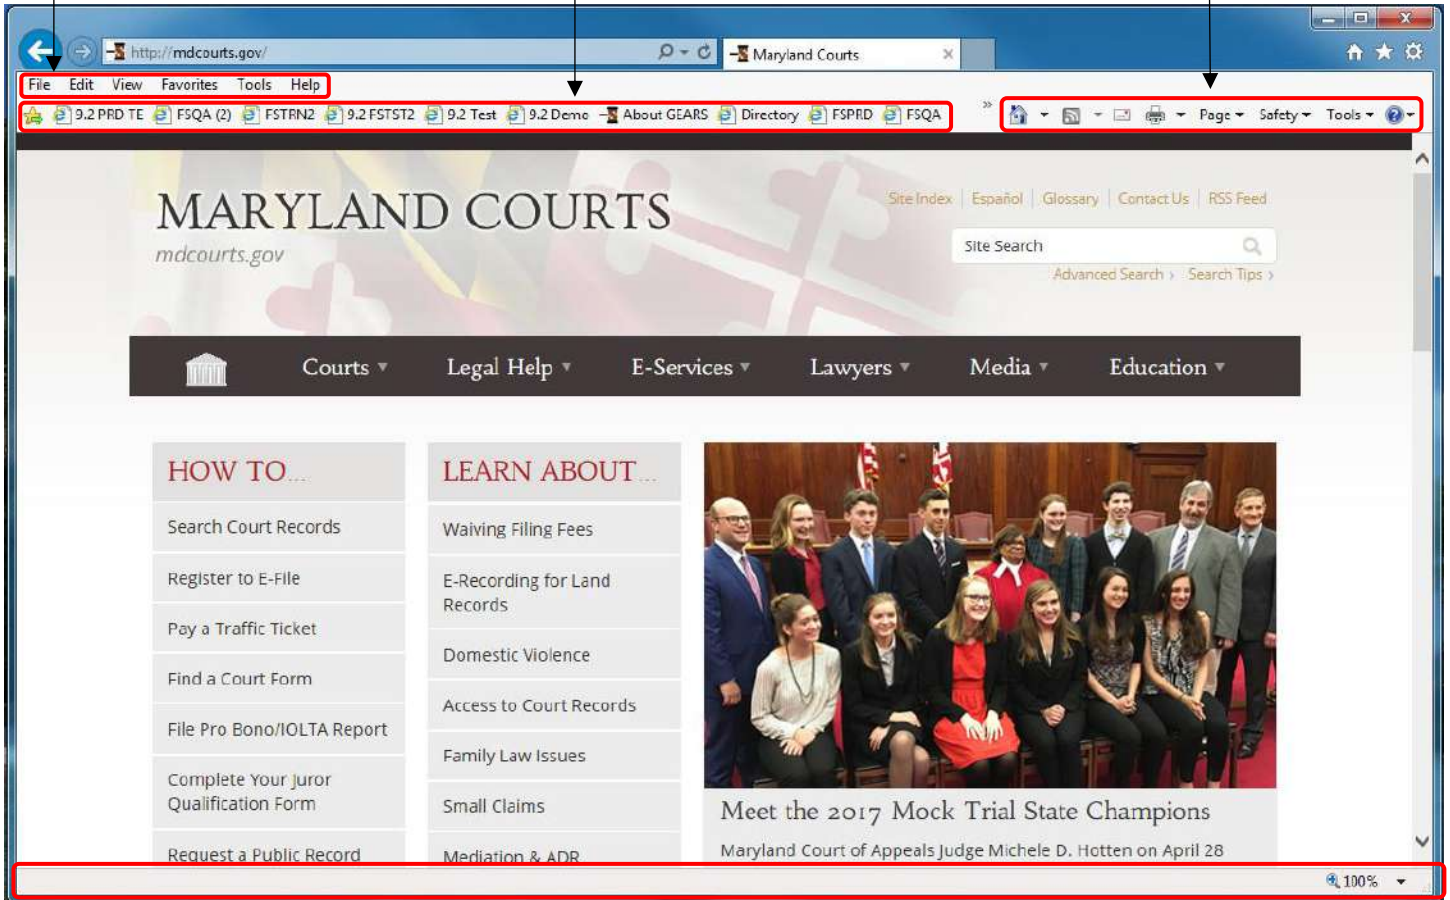 http://mdcourts.gov/
Maryland Courts
File Edit View Favorites Tools Help
9.2 PRD TE FSQA (2) FSTRN2 9.2 FSTST2 9.2 Test 9.2 Demo About GEARS Directory FSPRD FSQA » Page Safety Tools
MARYLAND COURTS
mdcourts.gov
Site Index Español Glossary Contact Us RSS Feed
Site Search
Advanced Search › Search Tips ›
Courts Legal Help E-Services Lawyers Media Education
HOW TO...
Search Court Records
Register to E-File
Pay a Traffic Ticket
Find a Court Form
File Pro Bono/IOLTA Report
Complete Your Juror
Qualification Form
Request a Public Record
LEARN ABOUT...
Waiving Filing Fees
E-Recording for Land
Records
Domestic Violence
Access to Court Records
Family Law Issues
Small Claims
Mediation & ADR
Meet the 2017 Mock Trial State Champions
Maryland Court of Appeals Judge Michele D. Hotten on April 28
100%